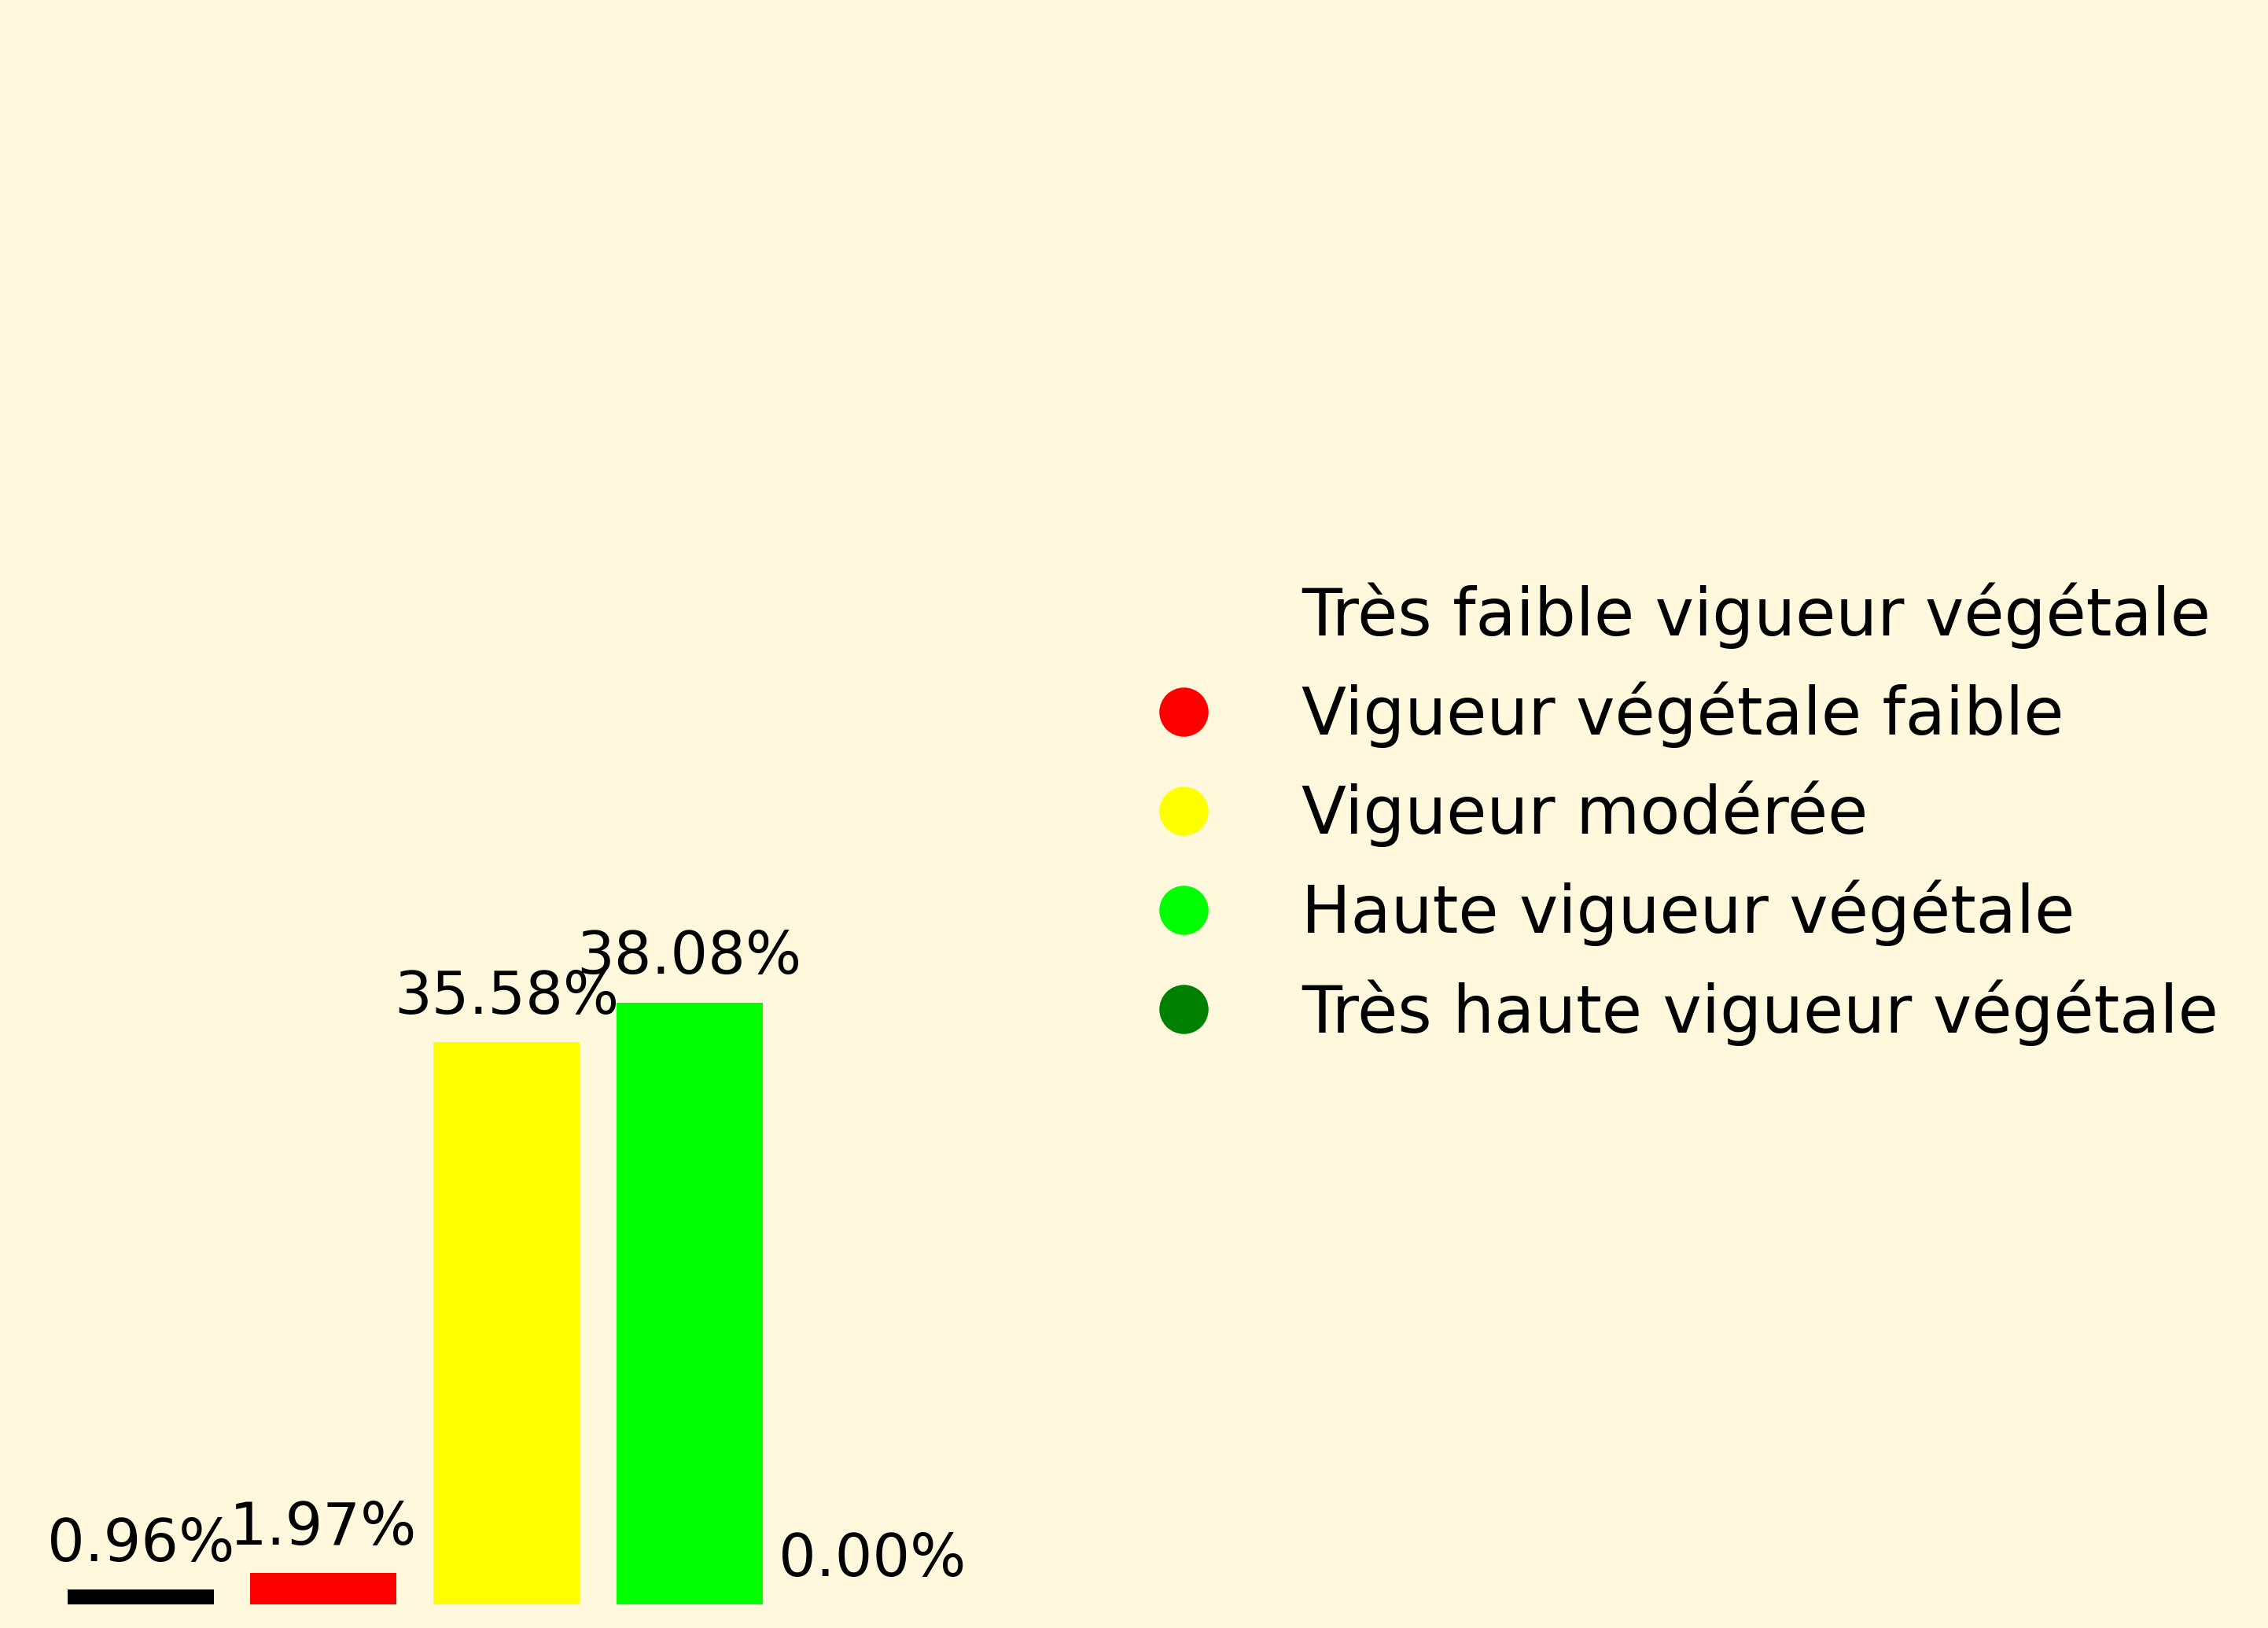 Très faible vigueur végétale
Vigueur végétale faible
Vigueur modérée
Haute vigueur végétale
Très haute vigueur végétale
38.08%
35.58%
1.97%
0.96%
0.00%